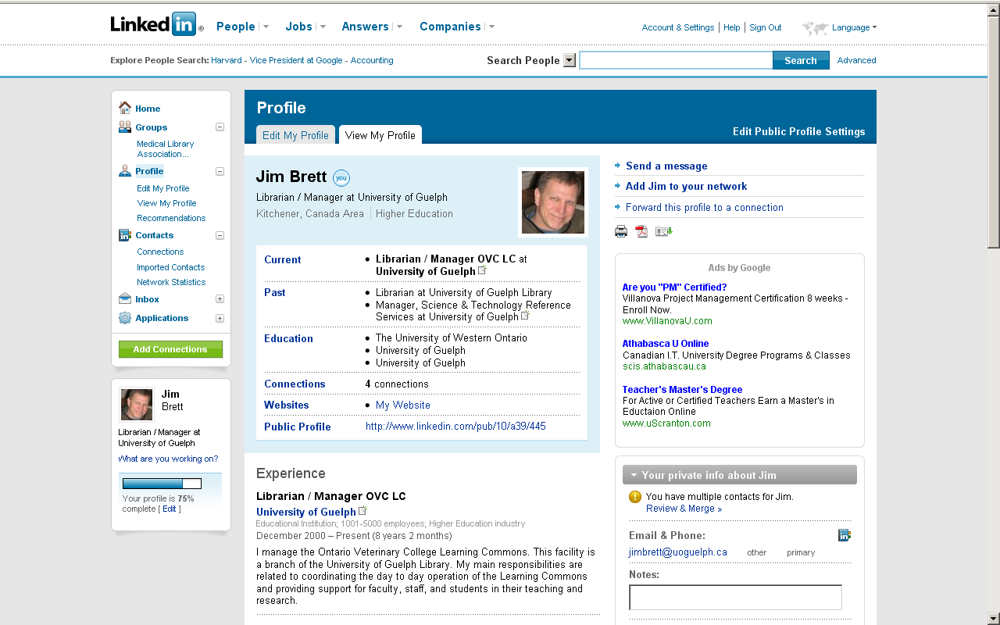 Linked in ®
People
Jobs
Answers
Companies
Account & Settings
Help
Sign Out
Language
Explore People Search: Harvard - Vice President at Google - Accounting
Search People
Search
Advanced
Home
Groups
Medical Library
Association...
Profile
Edit My Profile
View My Profile
Recommendations
Contacts
Connections
Imported Contacts
Network Statistics
Inbox
Applications
Add Connections
Jim
Brett
Librarian / Manager at
University of Guelph
What are you working on?
Your profile is 75%
complete [ Edit ]
Profile
Edit My Profile
View My Profile
Edit Public Profile Settings
Jim Brett you
Librarian / Manager at University of Guelph
Kitchener, Canada Area | Higher Education
Current
• Librarian / Manager OVC LC at
University of Guelph
Past
• Librarian at University of Guelph Library
• Manager, Science & Technology Reference
Services at University of Guelph
Education
• The University of Western Ontario
• University of Guelph
• University of Guelph
Connections
4 connections
Websites
• My Website
Public Profile
http://www.linkedin.com/pub/10/a39/445
Experience
Librarian / Manager OVC LC
University of Guelph
Educational Institution; 1001-5000 employees; Higher Education industry
December 2000 – Present (8 years 2 months)
I manage the Ontario Veterinary College Learning Commons. This facility is
a branch of the University of Guelph Library. My main responsibilities are
related to coordinating the day to day operation of the Learning Commons
and providing support for faculty, staff, and students in their teaching and
research.
Send a message
Add Jim to your network
Forward this profile to a connection
Ads by Google
Are you "PM" Certified?
Villanova Project Management Certification 8 weeks -
Enroll Now.
www.VillanovaU.com
Athabasca U Online
Canadian I.T. University Degree Programs & Classes
scis.athabascau.ca
Teacher's Master's Degree
For Active or Certified Teachers Earn a Master's in
Eductaion Online
www.uScranton.com
Your private info about Jim
You have multiple contacts for Jim.
Review & Merge »
Email & Phone:
jimbrett@uoguelph.ca other primary
Notes: